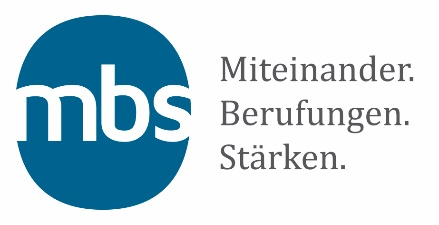 mbs
Miteinander.
Berufungen.
Stärken.